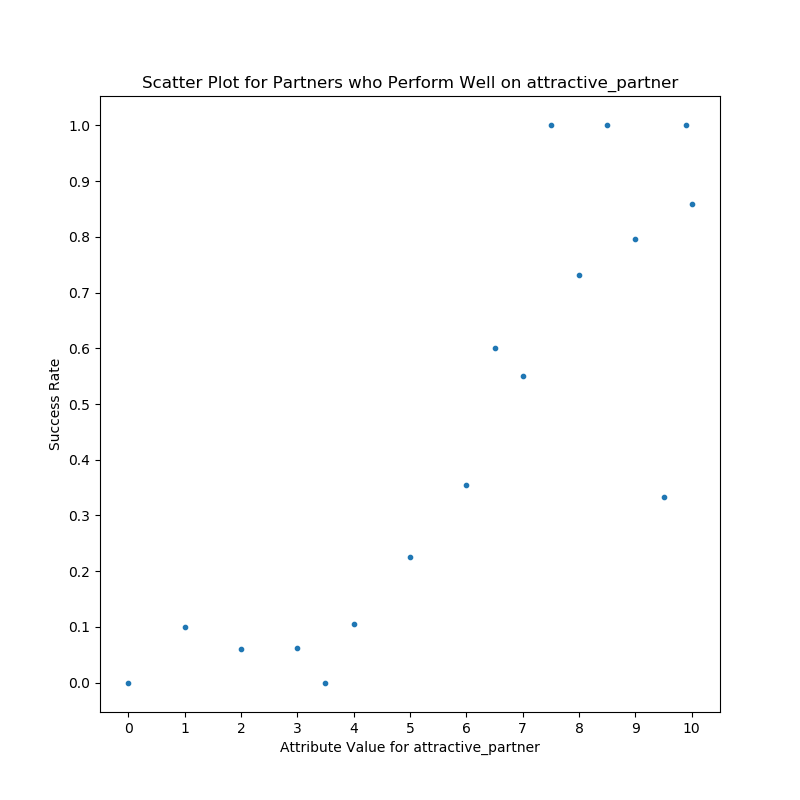 Scatter Plot for Partners who Perform Well on attractive_partner
1.0
0.9
0.8
0.7
0.6
0.5
0.4
0.3
0.2
0.1
0.0
Success Rate
0 1 2 3 4 5 6 7 8 9 10
Attribute Value for attractive_partner